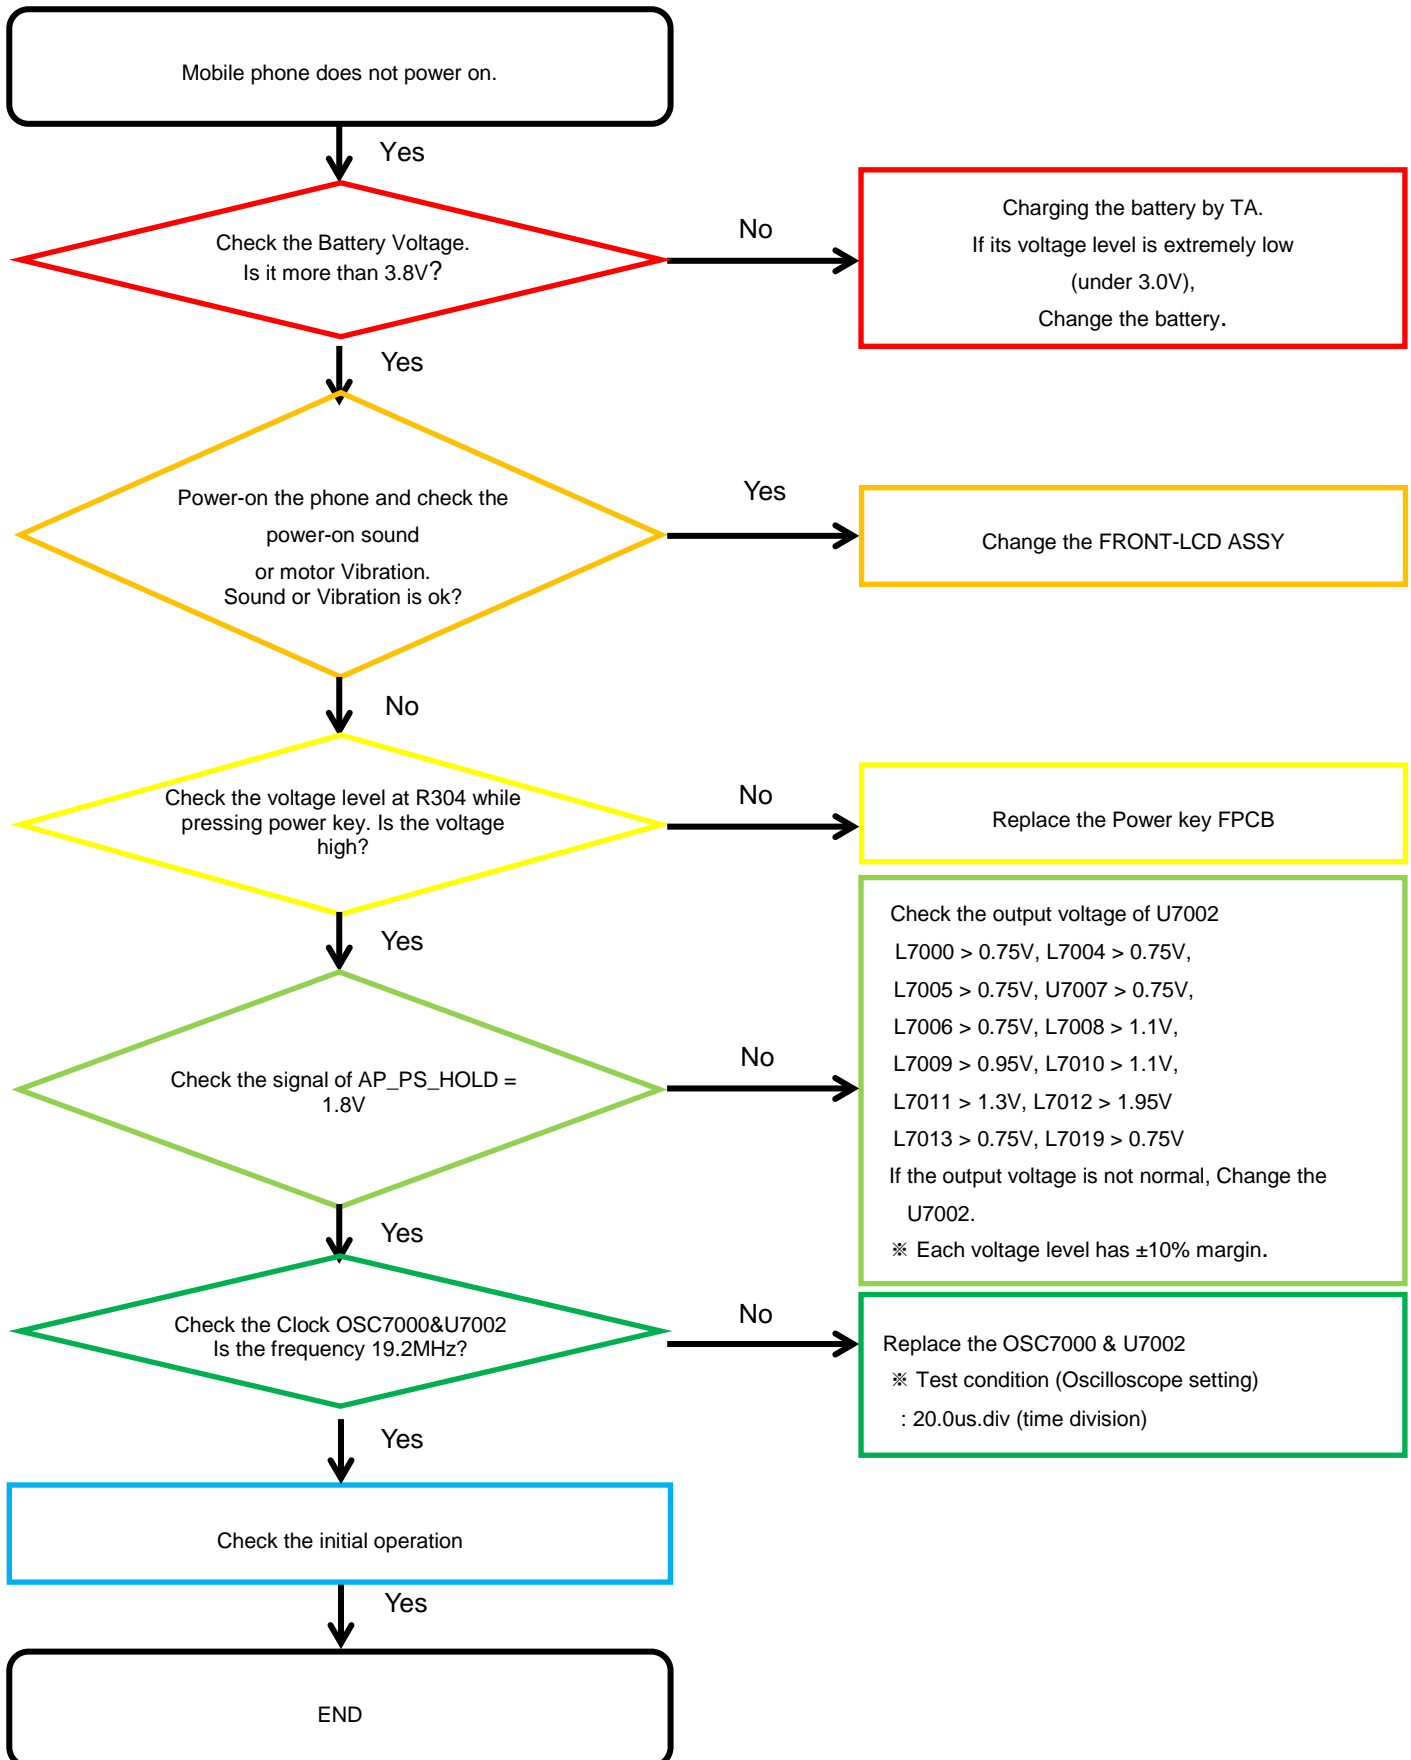 Mobile phone does not power on.
Yes
Check the Battery Voltage.
Is it more than 3.8V?
No
Charging the battery by TA.
If its voltage level is extremely low
(under 3.0V),
Change the battery.
Yes
Power-on the phone and check the
power-on sound
or motor Vibration.
Sound or Vibration is ok?
Yes
Change the FRONT-LCD ASSY
No
Check the voltage level at R304 while
pressing power key. Is the voltage
high?
No
Replace the Power key FPCB
Yes
Check the signal of AP_PS_HOLD =
1.8V
No
Check the output voltage of U7002
L7000 > 0.75V, L7004 > 0.75V,
L7005 > 0.75V, U7007 > 0.75V,
L7006 > 0.75V, L7008 > 1.1V,
L7009 > 0.95V, L7010 > 1.1V,
L7011 > 1.3V, L7012 > 1.95V
L7013 > 0.75V, L7019 > 0.75V
If the output voltage is not normal, Change the
U7002.
※ Each voltage level has ±10% margin.
Yes
Check the Clock OSC7000&U7002
Is the frequency 19.2MHz?
No
Replace the OSC7000 & U7002
※ Test condition (Oscilloscope setting)
: 20.0us.div (time division)
Yes
Check the initial operation
Yes
END